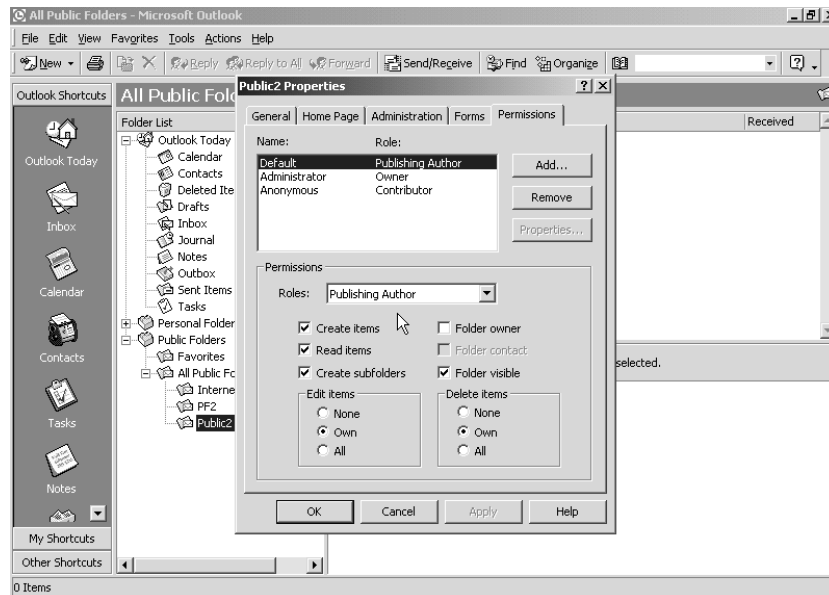 All Public Folders - Microsoft Outlook
File Edit View Favorites Tools Actions Help
New Reply Reply to All Forward Send/Receive Find Organize
Outlook Shortcuts
Outlook Today
Inbox
Calendar
Contacts
Tasks
Notes
My Shortcuts
Other Shortcuts
All Public Fol
Folder List
Outlook Today
Calendar
Contacts
Deleted Ite
Drafts
Inbox
Journal
Notes
Outbox
Sent Items
Tasks
Personal Folder
Public Folders
Favorites
All Public Fo
Interne
PF2
Public2
Received
selected.
Public2 Properties
General Home Page Administration Forms Permissions
Name: Role:
Default Publishing Author
Administrator Owner
Anonymous Contributor
Add...
Remove
Properties...
Permissions
Roles: Publishing Author
Create items Folder owner
Read items Folder contact
Create subfolders Folder visible
Edit items Delete items
None None
Own Own
All All
OK Cancel Apply Help
0 Items